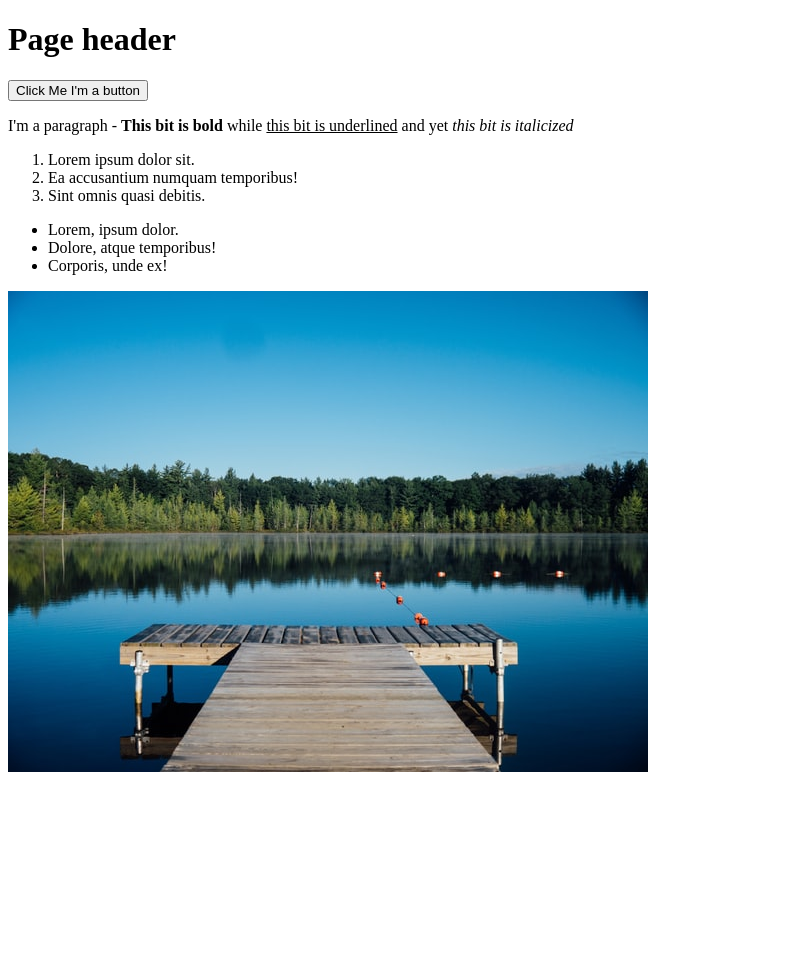 Page header
Click Me I'm a button
I'm a paragraph - This bit is bold while this bit is underlined and yet this bit is italicized
1. Lorem ipsum dolor sit.
2. Ea accusantium numquam temporibus!
3. Sint omnis quasi debitis.
• Lorem, ipsum dolor.
• Dolore, atque temporibus!
• Corporis, unde ex!